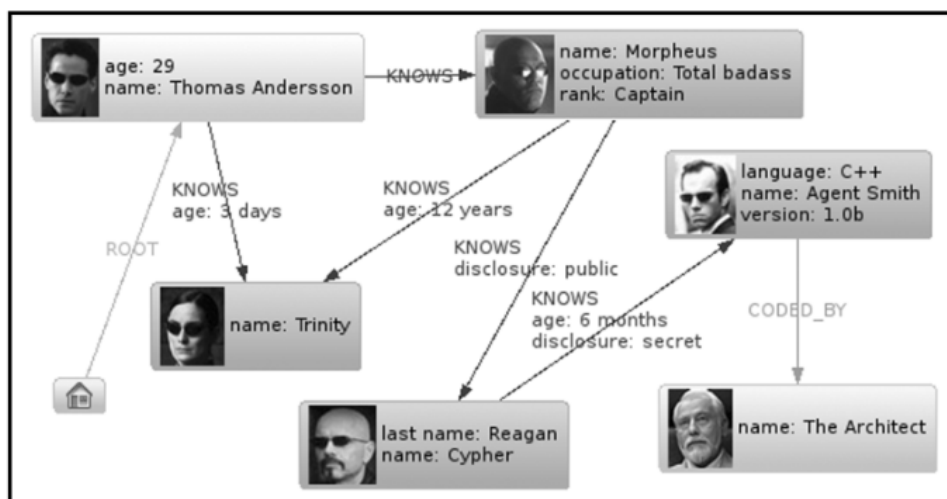 age: 29
name: Thomas Andersson
KNOWS
name: Morpheus
occupation: Total badass
rank: Captain
language: C++
name: Agent Smith
version: 1.0b
KNOWS
age: 3 days
KNOWS
age: 12 years
ROOT
KNOWS
disclosure: public
name: Trinity
KNOWS
age: 6 months
disclosure: secret
CODED_BY
last name: Reagan
name: Cypher
name: The Architect